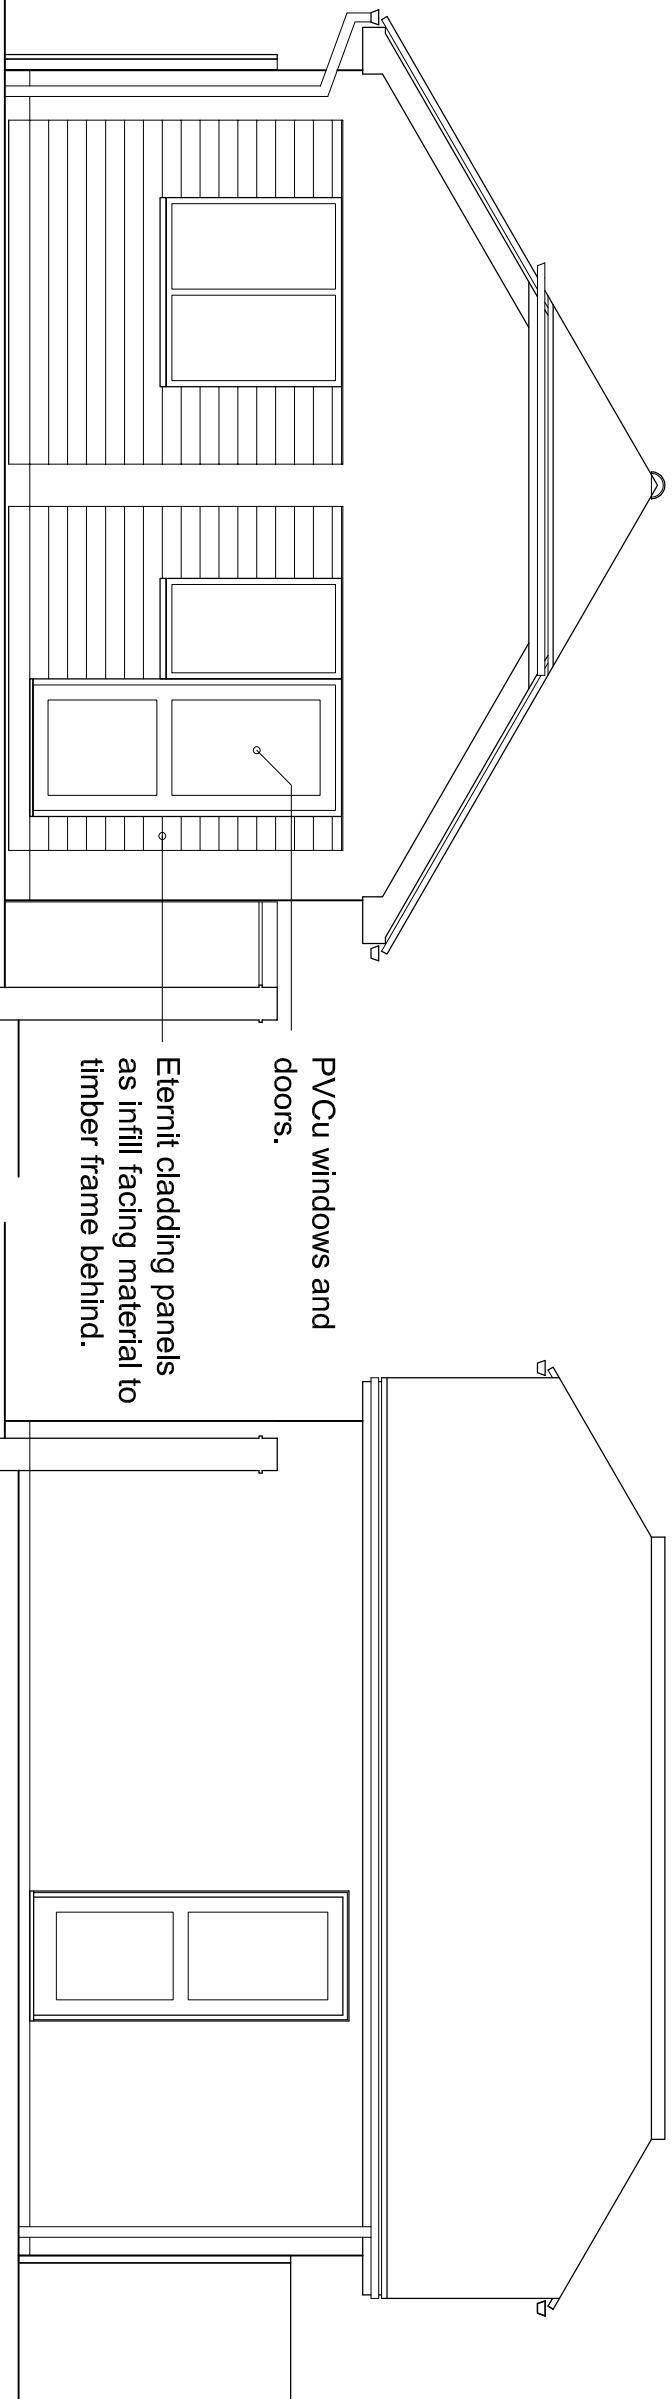 PVCu windows and
doors.
Eternit cladding panels
as infill facing material to
timber frame behind.